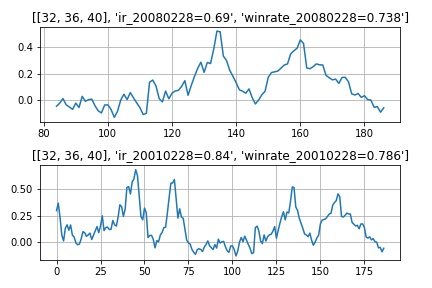 [[32, 36, 40], 'ir_20080228=0.69', 'winrate_20080228=0.738']
0.4
0.2
0.0
80 100 120 140 160 180
[[32, 36, 40], 'ir_20010228=0.84', 'winrate_20010228=0.786']
0.50
0.25
0.00
0 25 50 75 100 125 150 175